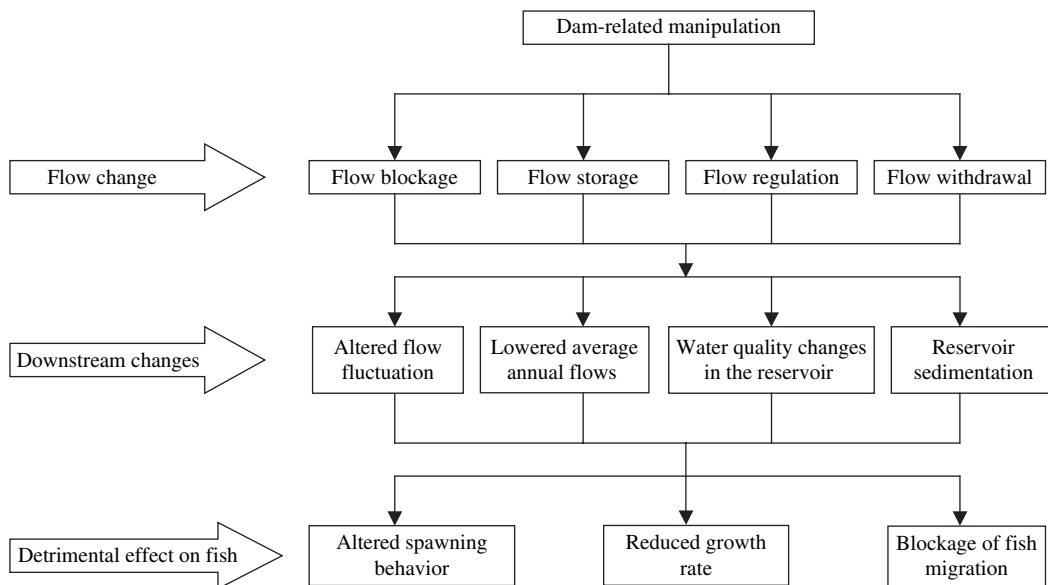 Dam-related manipulation
Flow change
Flow blockage
Flow storage
Flow regulation
Flow withdrawal
Downstream changes
Altered flow
fluctuation
Lowered average
annual flows
Water quality changes
in the reservoir
Reservoir
sedimentation
Detrimental effect on fish
Altered spawning
behavior
Reduced growth
rate
Blockage of fish
migration